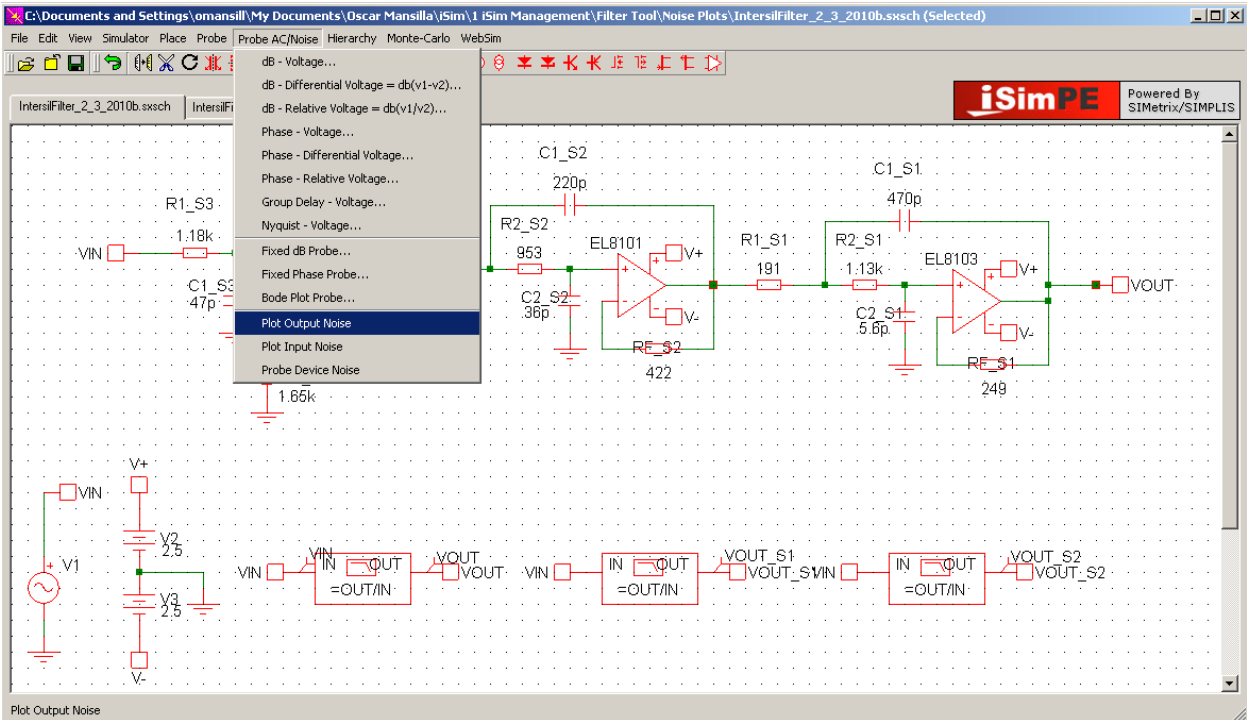 C:\Documents and Settings\omansill\My Documents\Oscar Mansilla\iSim\1 iSim Management\Filter Tool\Noise Plots\IntersilFilter_2_3_2010b.sxsch (Selected)
File Edit View Simulator Place Probe Probe AC/Noise Hierarchy Monte-Carlo WebSim
IntersilFilter_2_3_2010b.sxsch
IntersilFi
iSimPE
Powered By
SIMetrix/SIMPLIS
dB - Voltage...
dB - Differential Voltage = db(v1-v2)...
dB - Relative Voltage = db(v1/v2)...
Phase - Voltage...
Phase - Differential Voltage...
Phase - Relative Voltage...
Group Delay - Voltage...
Nyquist - Voltage...
Fixed dB Probe...
Fixed Phase Probe...
Bode Plot Probe...
Plot Output Noise
Plot Input Noise
Probe Device Noise
R1_S3
1.18k
VIN
C1_S3
47p
1.65k
C1_S2
220p
R2_S2
953
EL8101
V+
V-
C2_S2
36p
RF_S2
422
R1_S1
191
C1_S1
470p
R2_S1
1.13k
EL8103
V+
V-
C2_S1
5.6p
RF_S1
249
VOUT
VIN
V1
V+
V2
2.5
V3
2.5
V-
VIN
VIN
IN OUT
=OUT/IN
VOUT
VOUT
VIN
IN OUT
=OUT/IN
VOUT_S1
VOUT_S1
VIN
IN OUT
=OUT/IN
VOUT_S2
VOUT_S2
Plot Output Noise